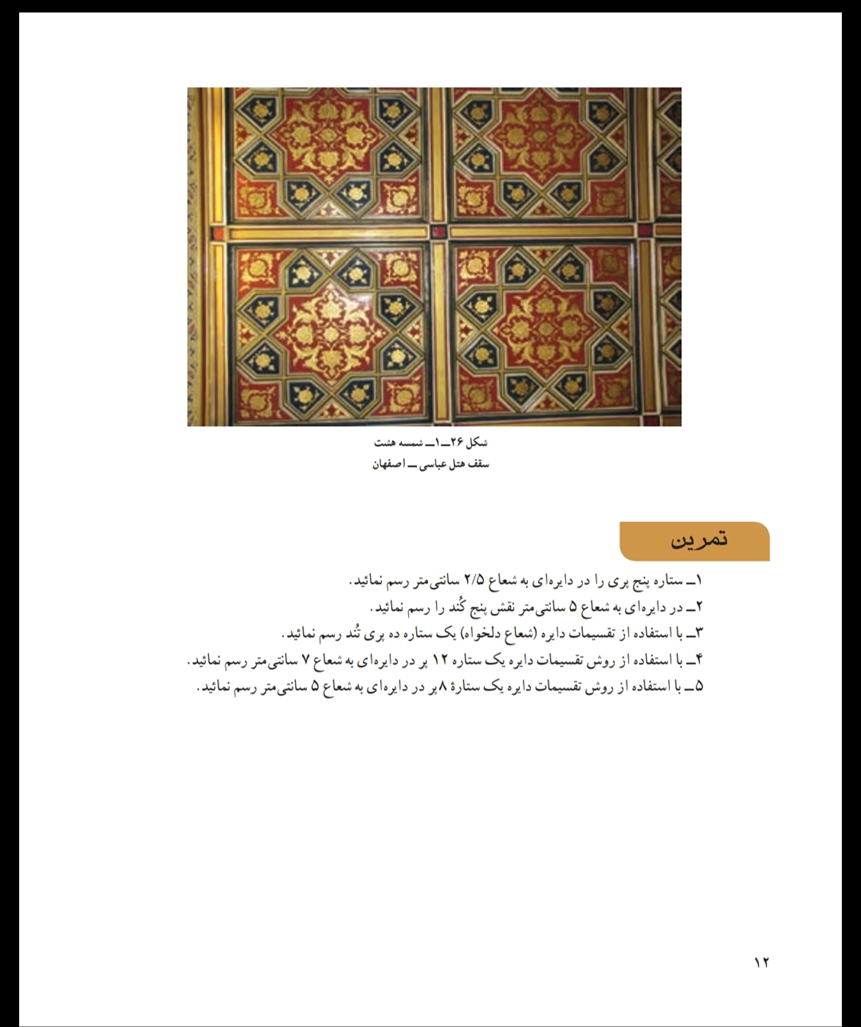 شکل ۲۶ــ۱ــ شمسه هشت
سقف هتل عباسی ــ اصفهان
تمرین
۱ــ ستاره پنج پری را در دایره‌ای به شعاع ۲/۵ سانتی‌متر رسم نمائید.
۲ــ در دایره‌ای به شعاع ۵ سانتی‌متر نقش پنج کُند را رسم نمائید.
۳ــ با استفاده از تقسیمات دایره (شعاع دلخواه) یک ستاره ده پری تُند رسم نمائید.
۴ــ با استفاده از روش تقسیمات دایره یک ستاره ۱۲ پر در دایره‌ای به شعاع ۷ سانتی‌متر رسم نمائید.
۵ــ با استفاده از روش تقسیمات دایره یک ستارهٔ ۸پر در دایره‌ای به شعاع ۵ سانتی‌متر رسم نمائید.
۱۲